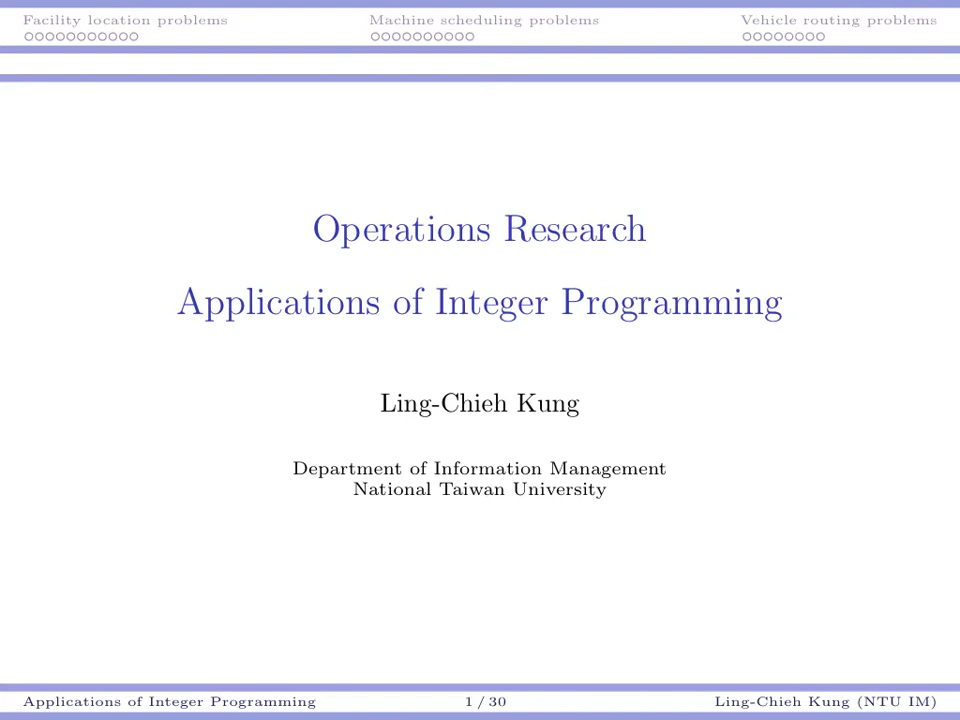 Facility location problems
Machine scheduling problems
Vehicle routing problems
Operations Research
Applications of Integer Programming
Ling-Chieh Kung
Department of Information Management
National Taiwan University
Applications of Integer Programming
1 / 30
Ling-Chieh Kung (NTU IM)